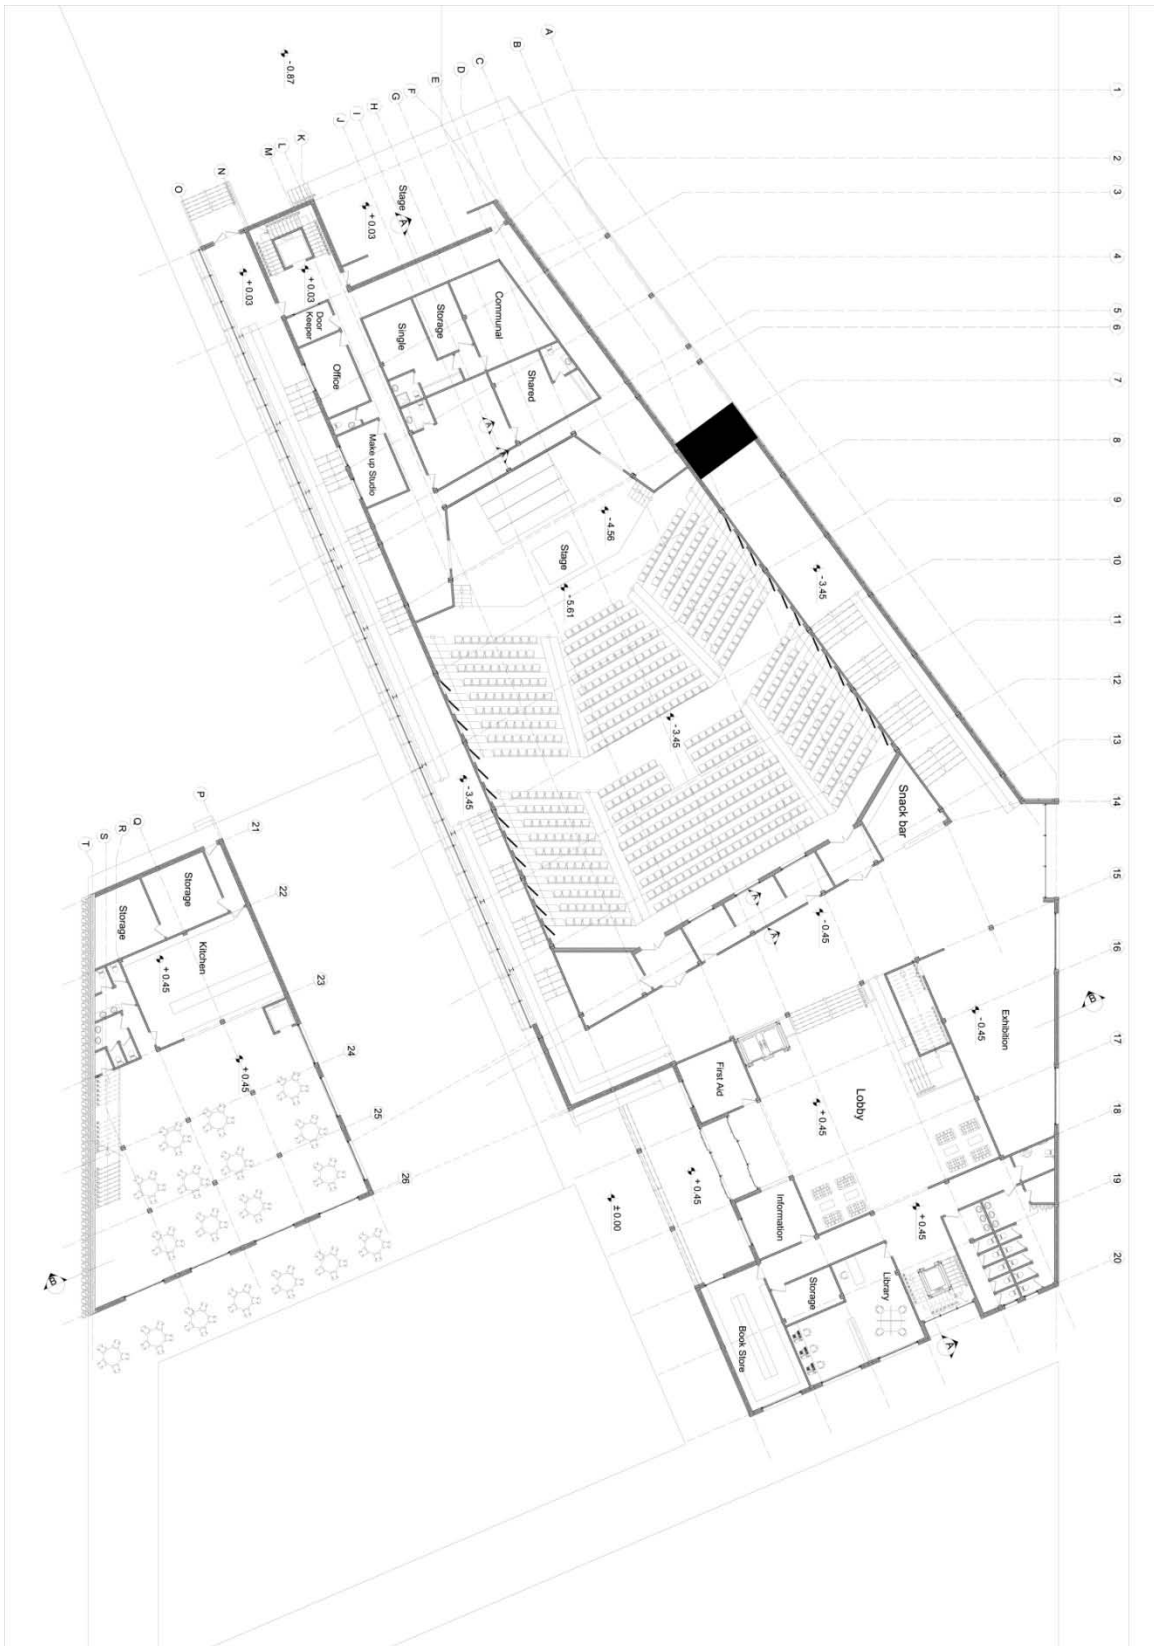 A
B
C
D
E
F
G
H
I
J
K
L
M
N
O
1
2
3
4
5
6
7
8
9
10
11
12
13
14
15
16
17
18
19
20
- 0.87
Stage
A
+ 0.03
+ 0.03
+ 0.03
Door
Keeper
Office
Make up Studio
Single
Storage
Communal
Shared
A
A
- 4.56
Stage
+5.61
- 3.45
- 3.45
- 3.45
Snack bar
A
A
- 0.45
Exhibition
- 0.45
B
First Aid
Lobby
+ 0.45
+ 0.45
Information
+ 0.45
± 0.00
Storage
Library
A
Book Store
P
Q
R
S
T
21
22
23
24
25
26
Storage
Storage
Kitchen
+ 0.45
+ 0.45
B